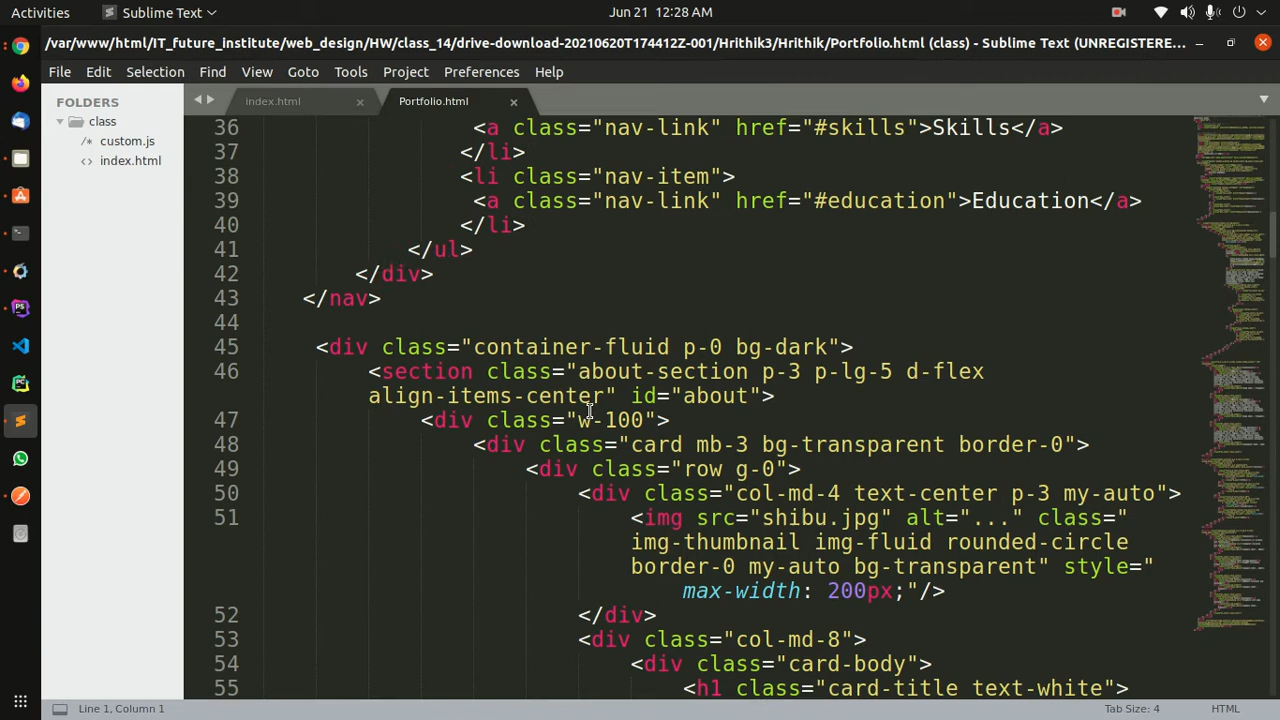 Activities
Sublime Text
Jun 21 12:28 AM
/var/www/html/IT_future_institute/web_design/HW/class_14/drive-download-20210620T174412Z-001/Hrithik3/Hrithik/Portfolio.html (class) - Sublime Text (UNREGISTERE...
File Edit Selection Find View Goto Tools Project Preferences Help
FOLDERS
class
custom.js
index.html
index.html
Portfolio.html
36 <a class="nav-link" href="#skills">Skills</a>
37 </li>
38 <li class="nav-item">
39 <a class="nav-link" href="#education">Education</a>
40 </li>
41 </ul>
42 </div>
43 </nav>
44
45 <div class="container-fluid p-0 bg-dark">
46 <section class="about-section p-3 p-lg-5 d-flex
align-items-center" id="about">
47 <div class="w-100">
48 <div class="card mb-3 bg-transparent border-0">
49 <div class="row g-0">
50 <div class="col-md-4 text-center p-3 my-auto">
51 <img src="shibu.jpg" alt="..." class="
img-thumbnail img-fluid rounded-circle
border-0 my-auto bg-transparent" style="
max-width: 200px;"/>
52 </div>
53 <div class="col-md-8">
54 <div class="card-body">
55 <h1 class="card-title text-white">
Line 1, Column 1
Tab Size: 4
HTML